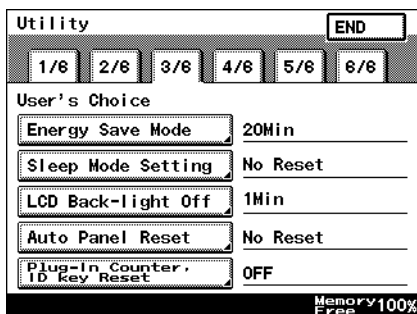 Utility
END
1/6 2/6 3/6 4/6 5/6 6/6
User's Choice
Energy Save Mode 20Min
Sleep Mode Setting No Reset
LCD Back-light Off 1Min
Auto Panel Reset No Reset
Plug-In Counter,
ID key Reset OFF
Memory
Free 100%